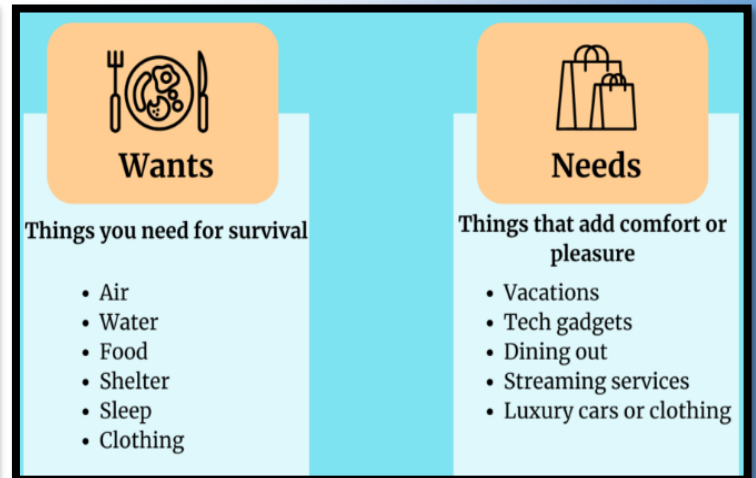 Wants
Things you need for survival
• Air
• Water
• Food
• Shelter
• Sleep
• Clothing
Needs
Things that add comfort or
pleasure
• Vacations
• Tech gadgets
• Dining out
• Streaming services
• Luxury cars or clothing